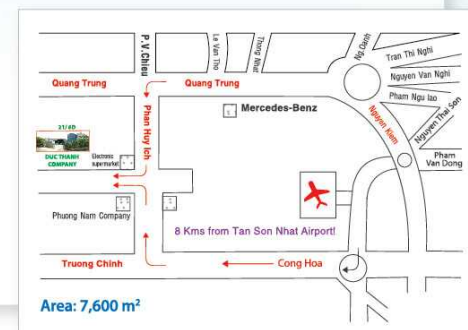 P.V.Chieu
Le Van Tho
Thong Nhat
Ng.Oanh
Tran Thi Nghi
Nguyen Van Nghi
Pham Ngu lao
Nguyen Thai Son
Quang Trung
Quang Trung
Phan Huy Ich
Mercedes-Benz
Nguyen Kiem
21/6D
DUC THANH
COMPANY
Electronic
supermarket
Pham
Van Dong
Phuong Nam Company
8 Kms from Tan Son Nhat Airport!
Truong Chinh
Cong Hoa
Area: 7,600 m²